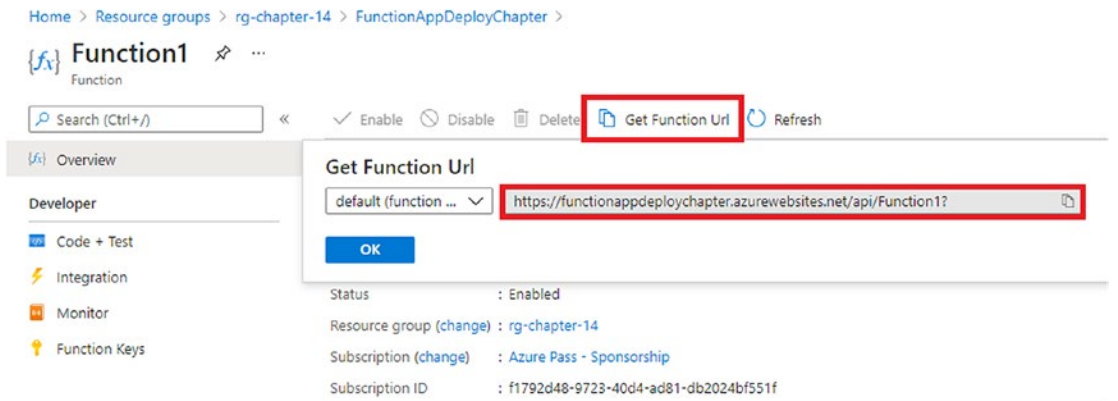 Home > Resource groups > rg-chapter-14 > FunctionAppDeployChapter >
{fx} Function1 ...
Function
Search (Ctrl+/) «
Enable Disable Delete Get Function Url Refresh
{fx} Overview
Get Function Url
default (function ... https://functionappdeploychapter.azurewebsites.net/api/Function1?
OK
Developer
Code + Test
Integration
Monitor
Function Keys
Status : Enabled
Resource group (change) : rg-chapter-14
Subscription (change) : Azure Pass - Sponsorship
Subscription ID : f1792d48-9723-40d4-ad81-db2024bf551f